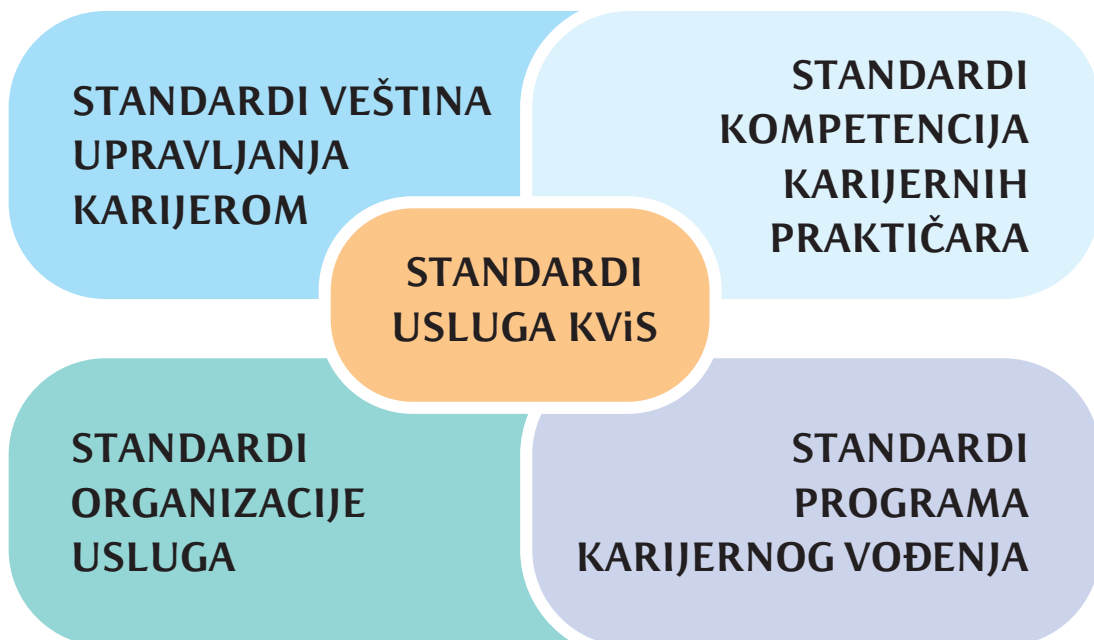 STANDARDI VEŠTINA
UPRAVLJANJA
KARIJEROM
STANDARDI
KOMPETENCIJA
KARIJERNIH
PRAKTIČARA
STANDARDI
USLUGA KViS
STANDARDI
ORGANIZACIJE
USLUGA
STANDARDI
PROGRAMA
KARIJERNOG VOĐENJA